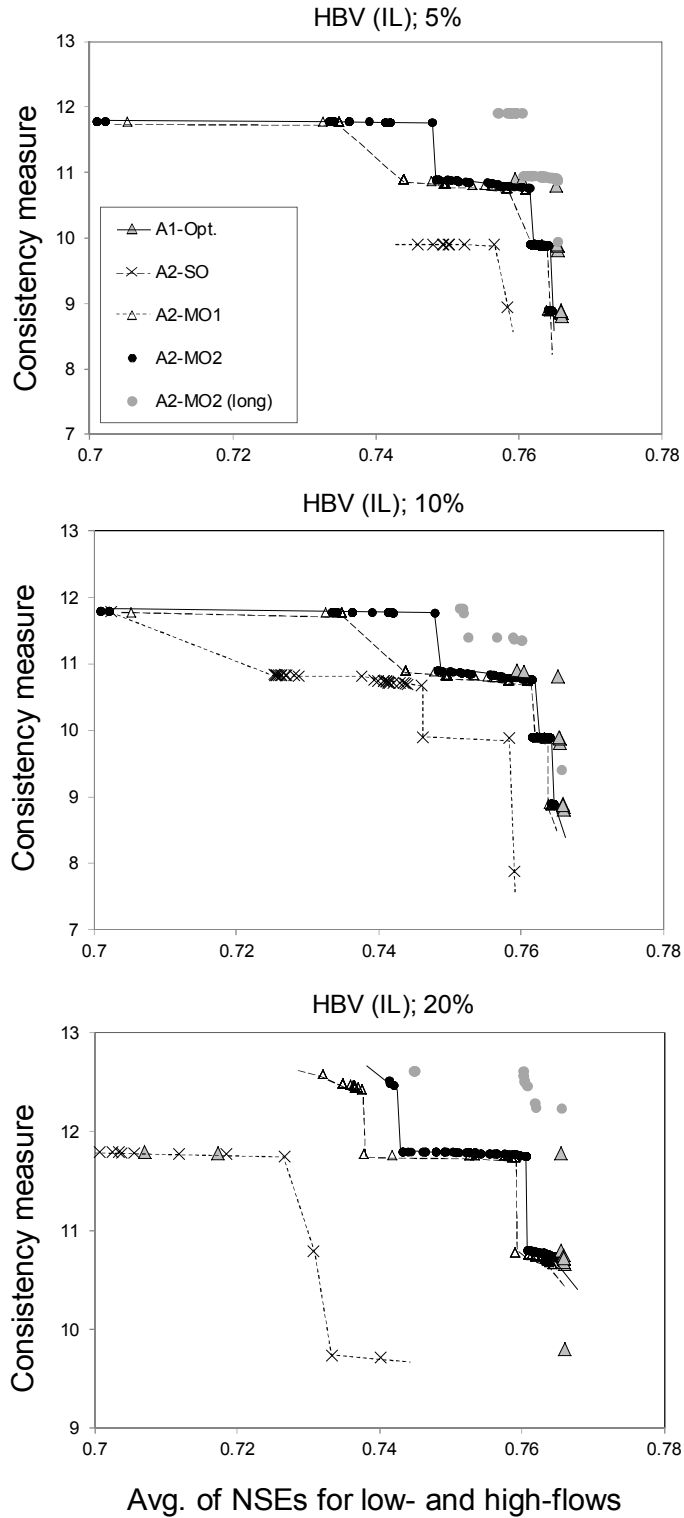 HBV (IL); 5%
13
12
11
10
9
8
7
Consistency measure
A1-Opt.
A2-SO
A2-MO1
A2-MO2
A2-MO2 (long)
0.7 0.72 0.74 0.76 0.78
HBV (IL); 10%
13
12
11
10
9
8
7
Consistency measure
0.7 0.72 0.74 0.76 0.78
HBV (IL); 20%
13
12
11
10
9
Consistency measure
0.7 0.72 0.74 0.76 0.78
Avg. of NSEs for low- and high-flows